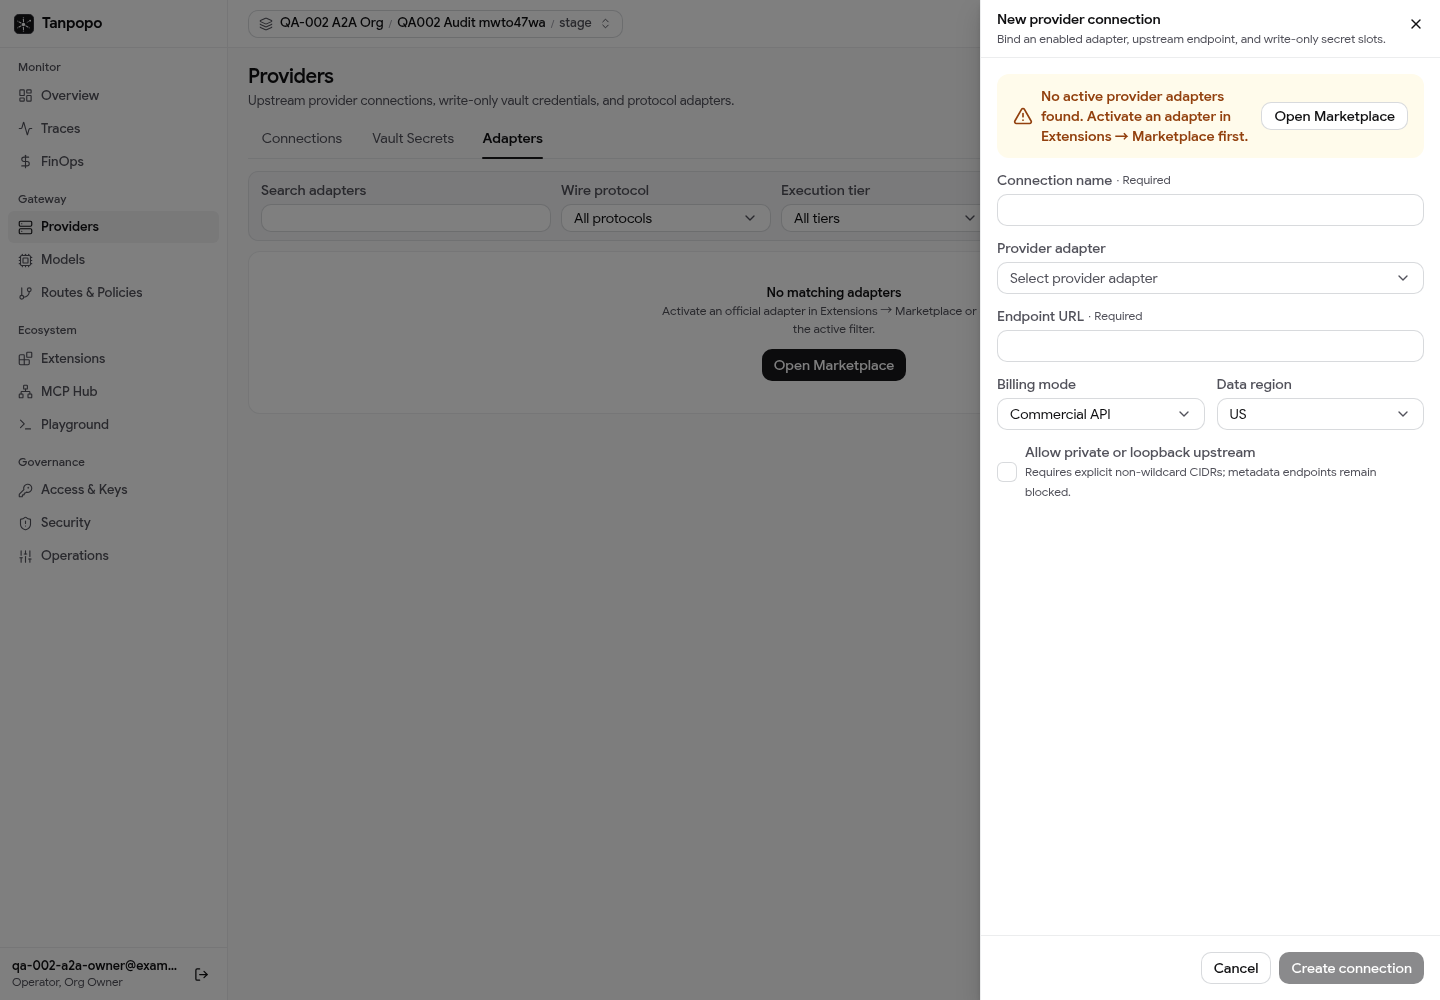 Tanpopo
Monitor
Overview
Traces
FinOps
Gateway
Providers
Models
Routes & Policies
Ecosystem
Extensions
MCP Hub
Playground
Governance
Access & Keys
Security
Operations
qa-002-a2a-owner@exam...
Operator, Org Owner
QA-002 A2A Org / QA002 Audit mwto47wa / stage
Providers
Upstream provider connections, write-only vault credentials, and protocol adapters.
Connections Vault Secrets Adapters
Search adapters Wire protocol Execution tier
All protocols All tiers
No matching adapters
Activate an official adapter in Extensions → Marketplace or
the active filter.
Open Marketplace
New provider connection
Bind an enabled adapter, upstream endpoint, and write-only secret slots.
No active provider adapters
found. Activate an adapter in
Extensions → Marketplace first.
Open Marketplace
Connection name · Required
Provider adapter
Select provider adapter
Endpoint URL · Required
Billing mode Data region
Commercial API US
Allow private or loopback upstream
Requires explicit non-wildcard CIDRs; metadata endpoints remain
blocked.
Cancel Create connection